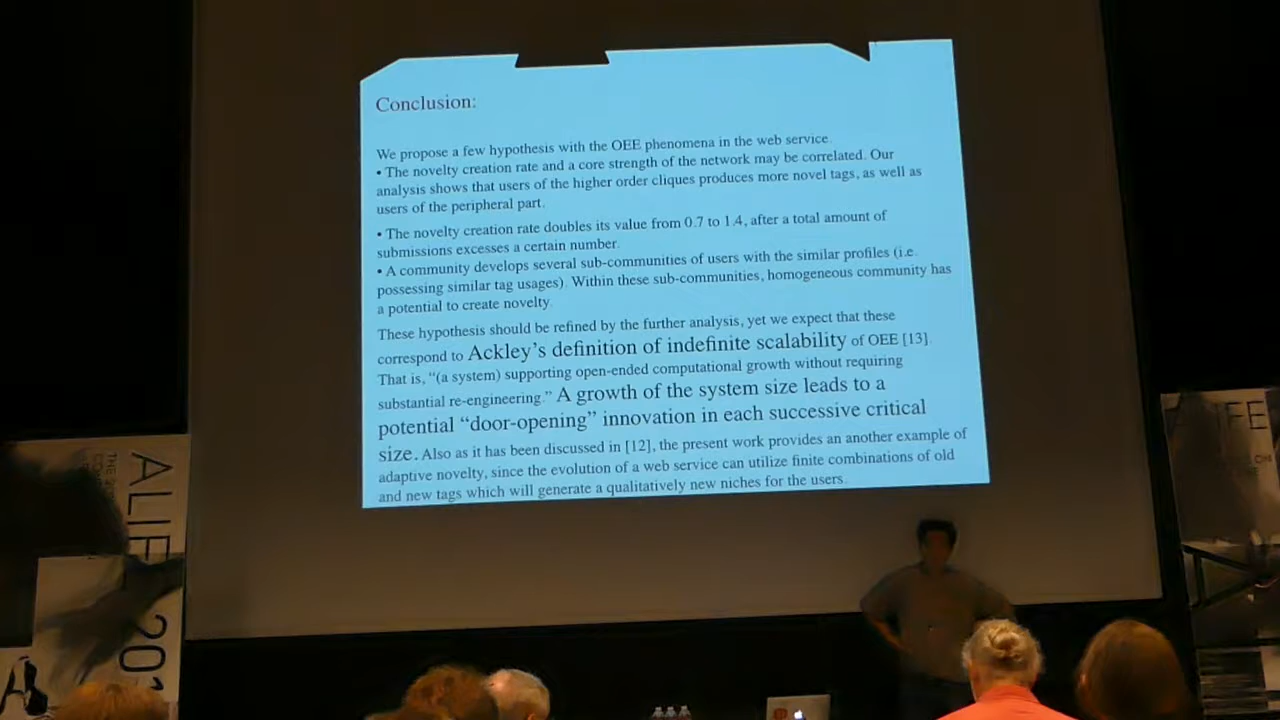 Conclusion:
We propose a few hypothesis with the OEE phenomena in the web service.
• The novelty creation rate and a core strength of the network may be correlated. Our
analysis shows that users of the higher order cliques produces more novel tags, as well as
users of the peripheral part.
• The novelty creation rate doubles its value from 0.7 to 1.4, after a total amount of
submissions excesses a certain number.
• A community develops several sub-communities of users with the similar profiles (i.e.
possessing similar tag usages). Within these sub-communities, homogeneous community has
a potential to create novelty.
These hypothesis should be refined by the further analysis, yet we expect that these
correspond to Ackley's definition of indefinite scalability of OEE [13].
That is, "(a system) supporting open-ended computational growth without requiring
substantial re-engineering." A growth of the system size leads to a
potential "door-opening" innovation in each successive critical
size. Also as it has been discussed in [12], the present work provides an another example of
adaptive novelty, since the evolution of a web service can utilize finite combinations of old
and new tags which will generate a qualitatively new niches for the users.
ALIFE
201
THE